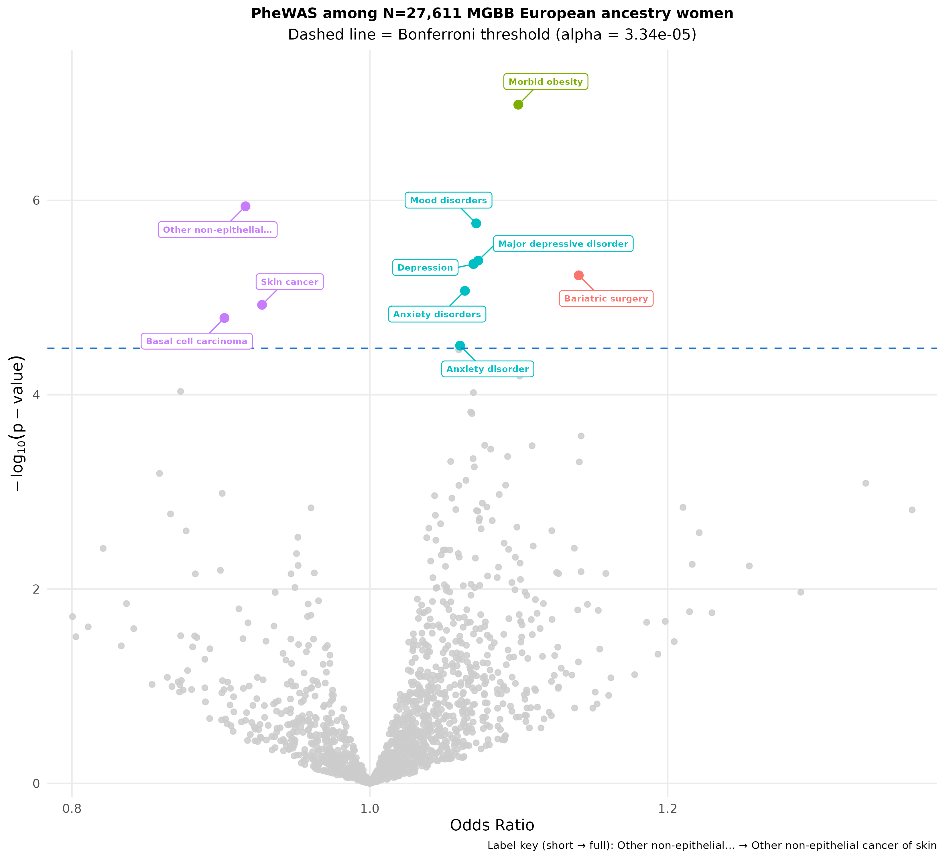 PheWAS among N=27,611 MGBB European ancestry women
Dashed line = Bonferroni threshold (alpha = 3.34e-05)
Morbid obesity
6
Mood disorders
Other non-epithelial...
Major depressive disorder
Depression
Skin cancer
Bariatric surgery
Anxiety disorders
Basal cell carcinoma
Anxiety disorder
4
2
0
−log10(p − value)
0.8
1.0
1.2
Odds Ratio
Label key (short → full): Other non-epithelial... → Other non-epithelial cancer of skin